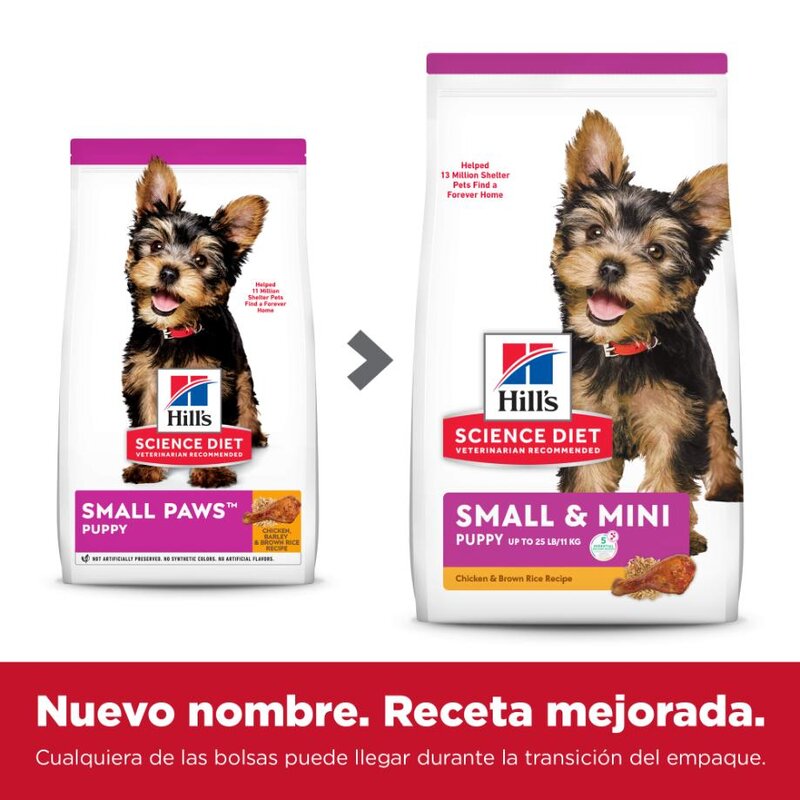 Helped
11 Million
Shelter Pets
Find a Forever
Home
Hill's
SCIENCE DIET
VETERINARIAN RECOMMENDED
SMALL PAWS™
PUPPY
CHICKEN,
BARLEY
& BROWN RICE
RECIPE
NOT ARTIFICIALLY PRESERVED. NO SYNTHETIC COLORS. NO ARTIFICIAL FLAVORS.
>
Helped
13 Million Shelter
Pets Find a
Forever Home
Hill's
SCIENCE DIET
VETERINARIAN RECOMMENDED
SMALL & MINI
PUPPY UP TO 25 LB/11 KG
5
ESSENTIAL
Chicken & Brown Rice Recipe
Nuevo nombre. Receta mejorada.
Cualquiera de las bolsas puede llegar durante la transición del empaque.